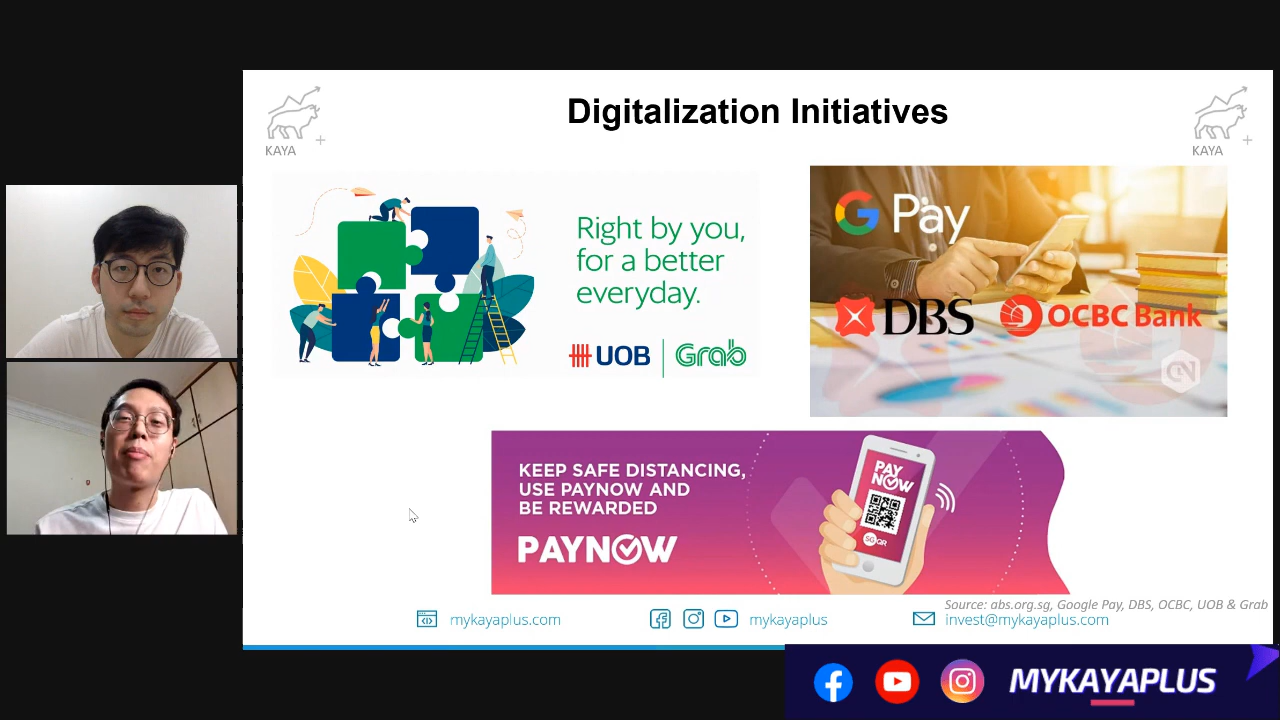 Digitalization Initiatives
KAYA
KAYA
Right by you,
for a better
everyday.
UOB Grab
G Pay
DBS OCBC Bank
CN
KEEP SAFE DISTANCING,
USE PAYNOW AND
BE REWARDED
PAYNOW
PAY
NOW
SGQR
Source: abs.org.sg, Google Pay, DBS, OCBC, UOB & Grab
mykayaplus.com mykayaplus invest@mykayaplus.com
MYKAYAPLUS